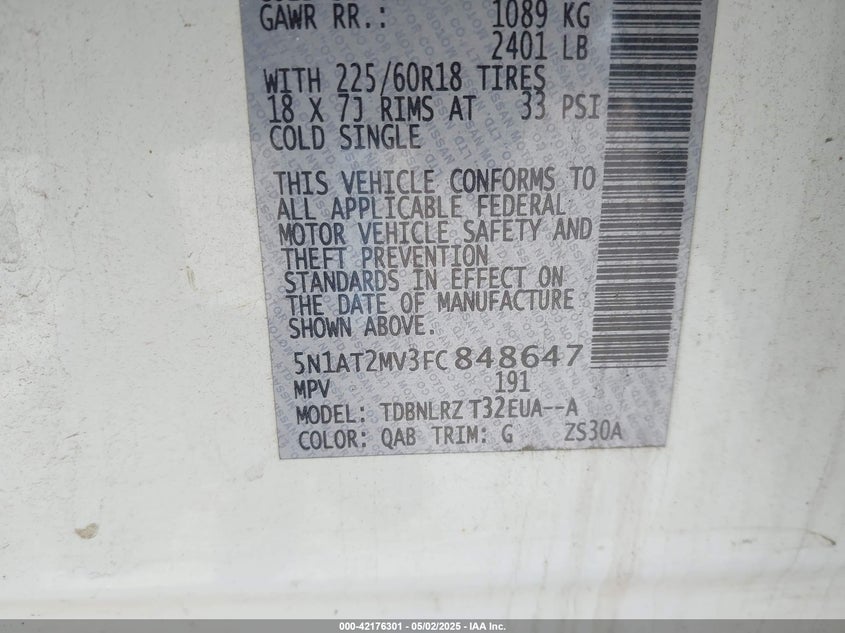 GAWR RR.: 1089 KG
2401 LB
WITH 225/60R18 TIRES
18 X 7J RIMS AT 33 PSI
COLD SINGLE
THIS VEHICLE CONFORMS TO
ALL APPLICABLE FEDERAL
MOTOR VEHICLE SAFETY AND
THEFT PREVENTION
STANDARDS IN EFFECT ON
THE DATE OF MANUFACTURE
SHOWN ABOVE.
5N1AT2MV3FC848647
MPV 191
MODEL: TDBNLRZ T32EUA--A
COLOR: QAB TRIM: G ZS30A
000-42176301 - 05/02/2025 - IAA Inc.